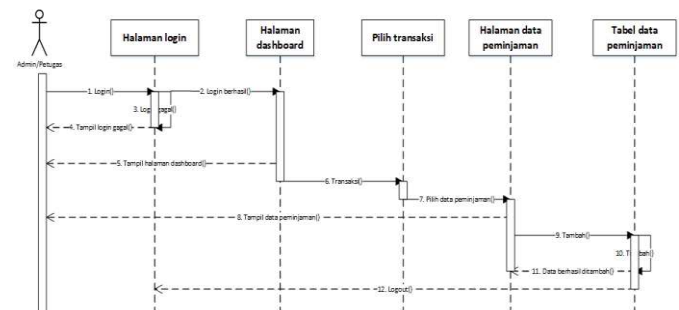 Halaman login
Halaman
dashboard
Pilih transaksi
Halaman data
peminjaman
Tabel data
peminjaman
Admin/Petugas
1. Login()
2. Login berhasil()
3. Log gagal()
4. Tampil login gagal()
5. Tampil halaman dashboard()
6. Transaksi()
7. Pilih data peminjaman()
8. Tampil data peminjaman()
9. Tambah()
10. T bah()
11. Data berhasil ditambah()
12. Logout()